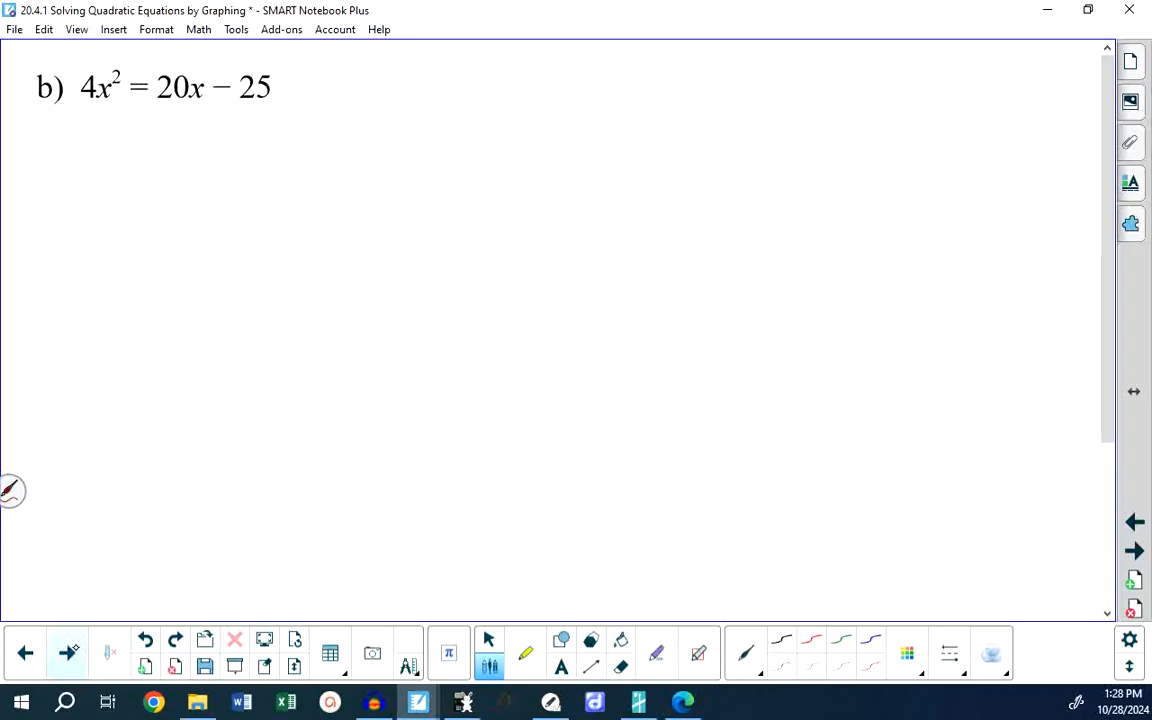 20.4.1 Solving Quadratic Equations by Graphing * - SMART Notebook Plus
File Edit View Insert Format Math Tools Add-ons Account Help
b) 4x² = 20x − 25
1:28 PM
10/28/2024